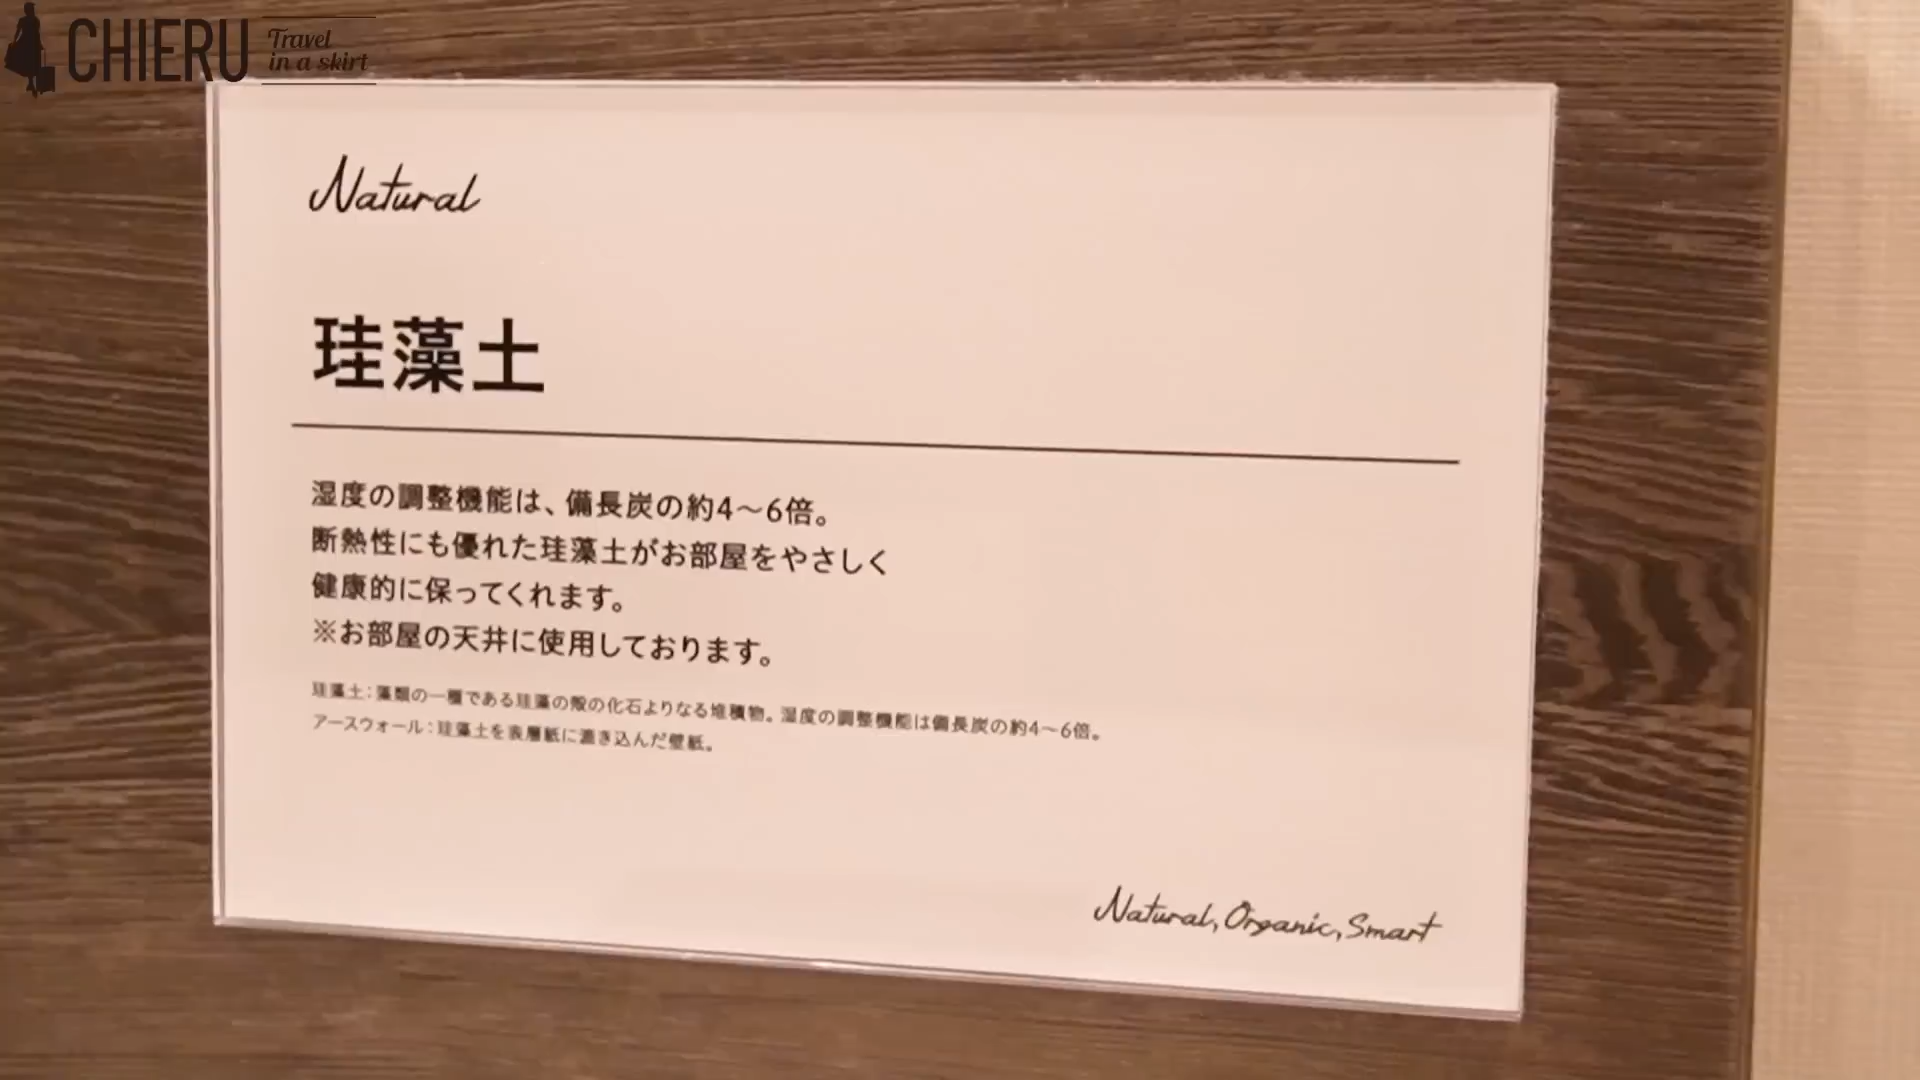 CHIERU
Travel
in a skirt
Natural
珪藻土
湿度の調整機能は、備長炭の約4〜6倍。
断熱性にも優れた珪藻土がお部屋をやさしく
健康的に保ってくれます。
※お部屋の天井に使用しております。
珪藻土：藻類の一種である珪藻の殻の化石よりなる堆積物。湿度の調整機能は備長炭の約4〜6倍。
アースウォール：珪藻土を表層紙に漉き込んだ壁紙。
Natural, Organic, Smart